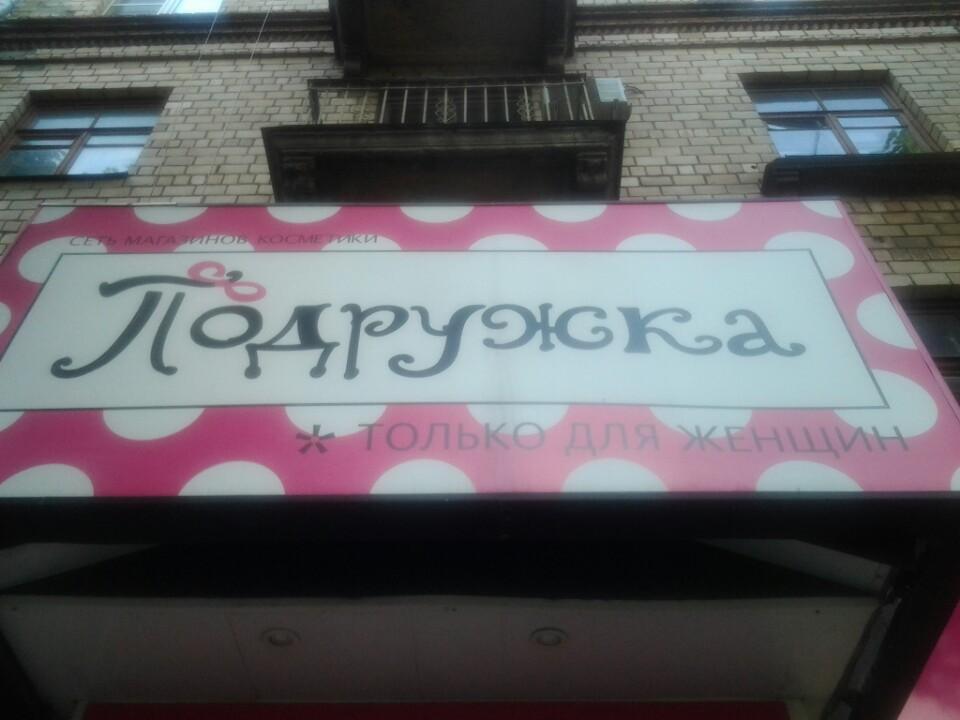 СЕТЬ МАГАЗИНОВ КОСМЕТИКИ
Подружка
* ТОЛЬКО ДЛЯ ЖЕНЩИН